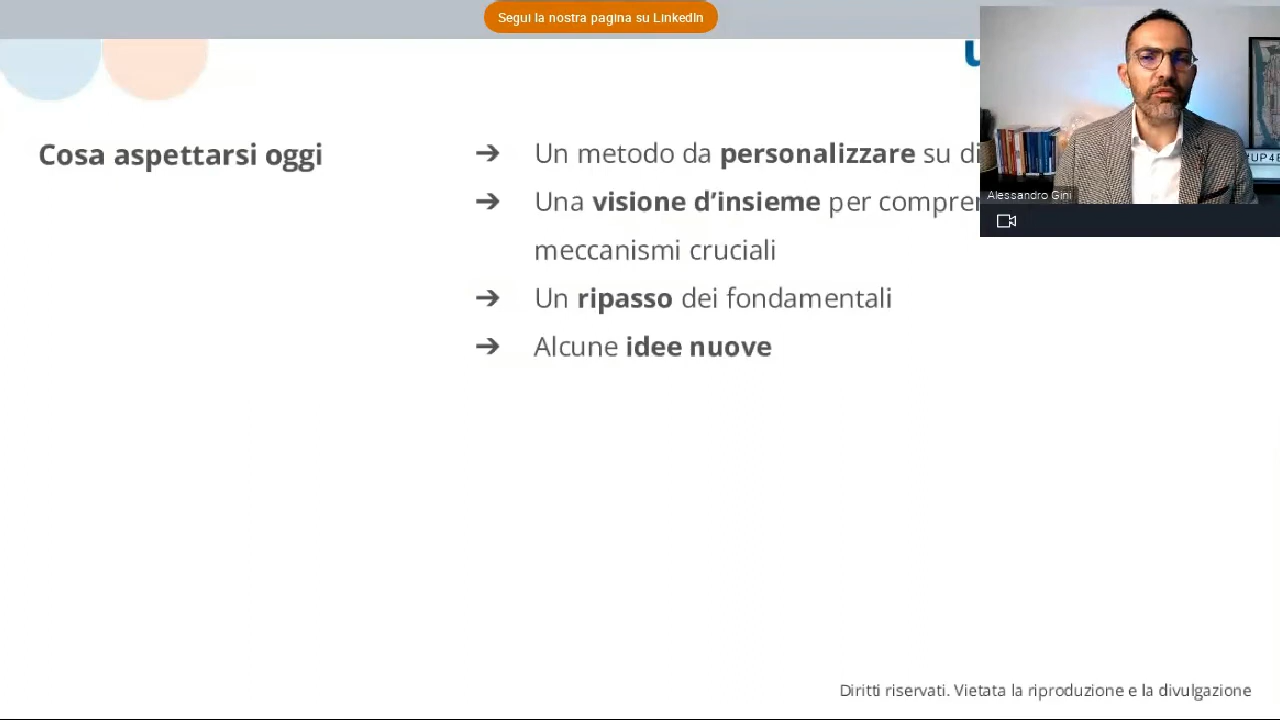 Segui la nostra pagina su LinkedIn
Cosa aspettarsi oggi
➔ Un metodo da personalizzare su
➔ Una visione d'insieme per
meccanismi cruciali
➔ Un ripasso dei fondamentali
➔ Alcune idee nuove
Alessandro Gini
Diritti riservati. Vietata la riproduzione e la divulgazione